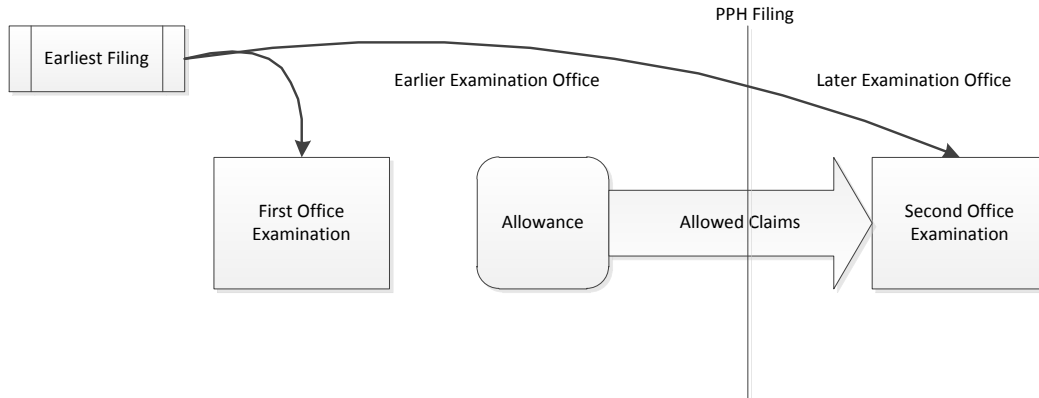 PPH Filing
Earliest Filing
Earlier Examination Office
Later Examination Office
First Office
Examination
Allowance
Allowed Claims
Second Office
Examination